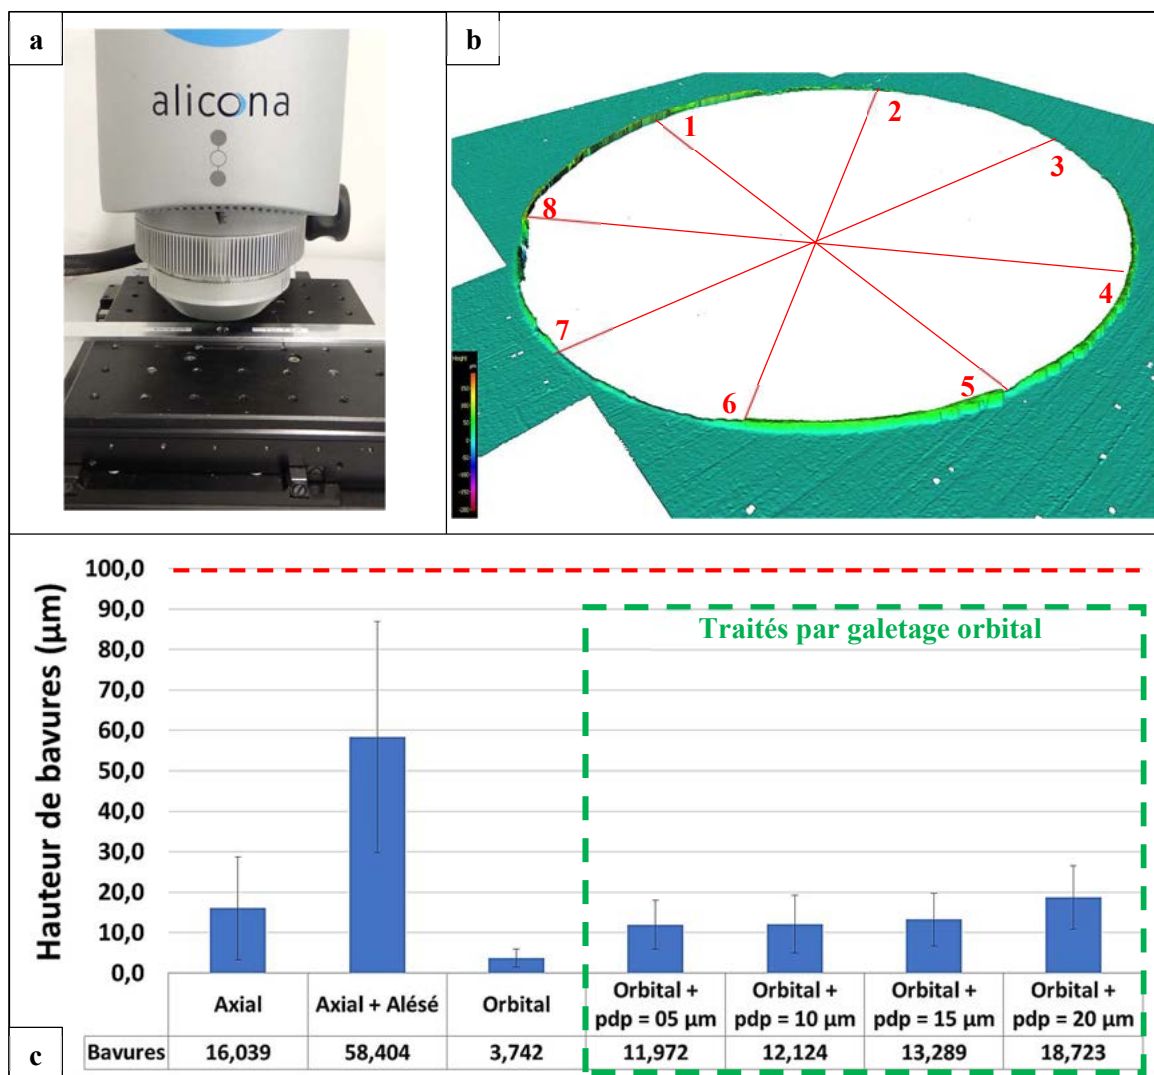 a
alicona
b
1
2
3
8
4
7
5
6
Height
100,0
90,0
80,0
70,0
60,0
50,0
40,0
30,0
20,0
10,0
0,0
Hauteur de bavures (µm)
Traités par galetage orbital
Axial
Axial + Alésé
Orbital
Orbital +
pdp = 05 µm
Orbital +
pdp = 10 µm
Orbital +
pdp = 15 µm
Orbital +
pdp = 20 µm
Bavures 16,039 58,404 3,742 11,972 12,124 13,289 18,723
c